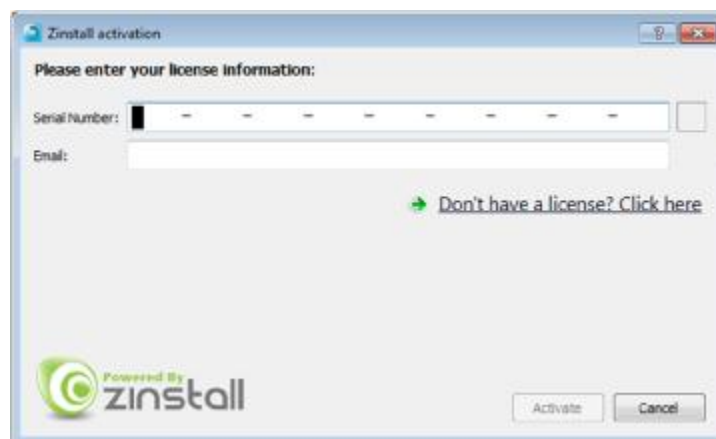 Zinstall activation
Please enter your license information:
Serial Number: - - - - - - - -
Email:
Don't have a license? Click here
Powered By
zinstall
Activate Cancel